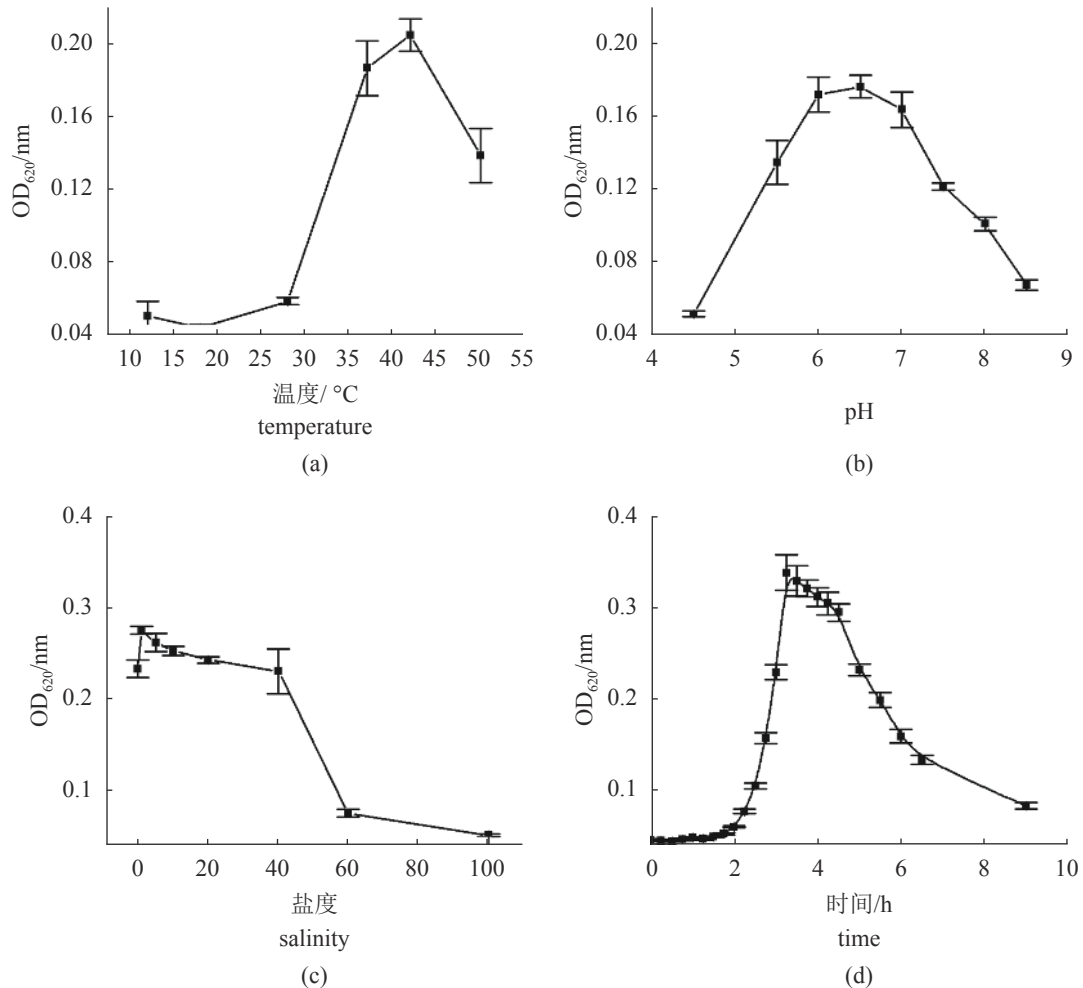 0.20
0.16
0.12
0.08
0.04
OD₆₂₀/nm
10 15 20 25 30 35 40 45 50 55
温度/ °C
temperature
(a)
0.20
0.16
0.12
0.08
0.04
OD₆₂₀/nm
4 5 6 7 8 9
pH
(b)
0.4
0.3
0.2
0.1
OD₆₂₀/nm
0 20 40 60 80 100
盐度
salinity
(c)
0.4
0.3
0.2
0.1
OD₆₂₀/nm
0 2 4 6 8 10
时间/h
time
(d)